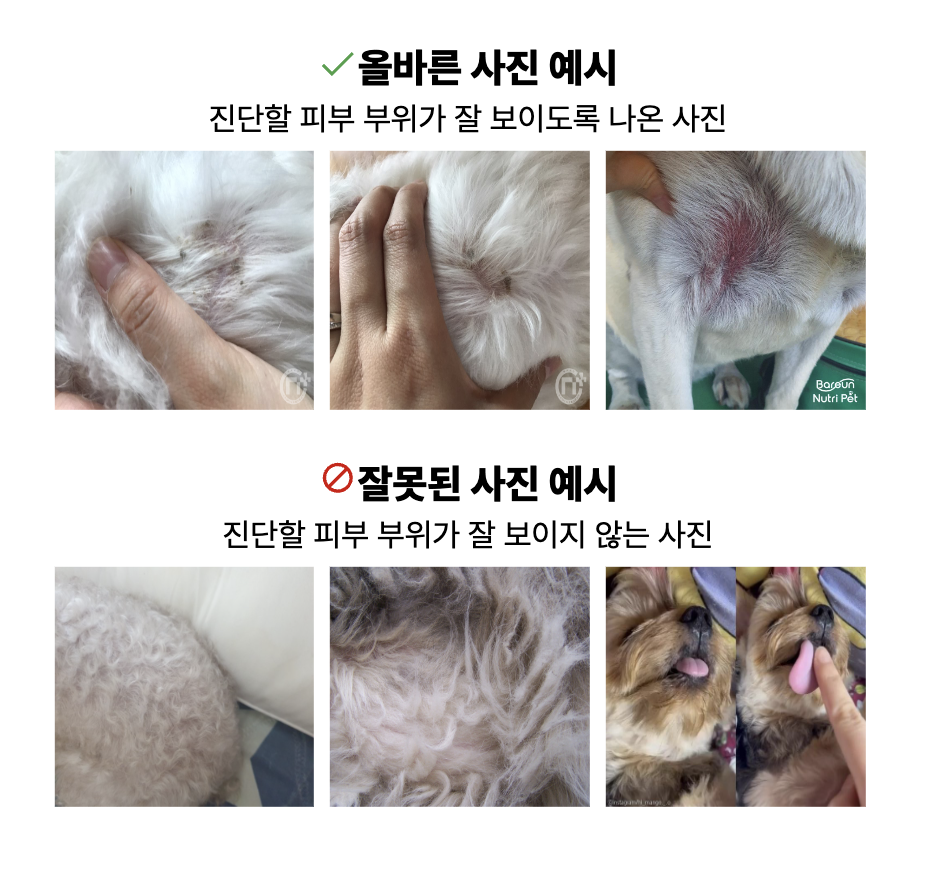 올바른 사진 예시
진단할 피부 부위가 잘 보이도록 나온 사진
Baroun
Nutri Pet
잘못된 사진 예시
진단할 피부 부위가 잘 보이지 않는 사진